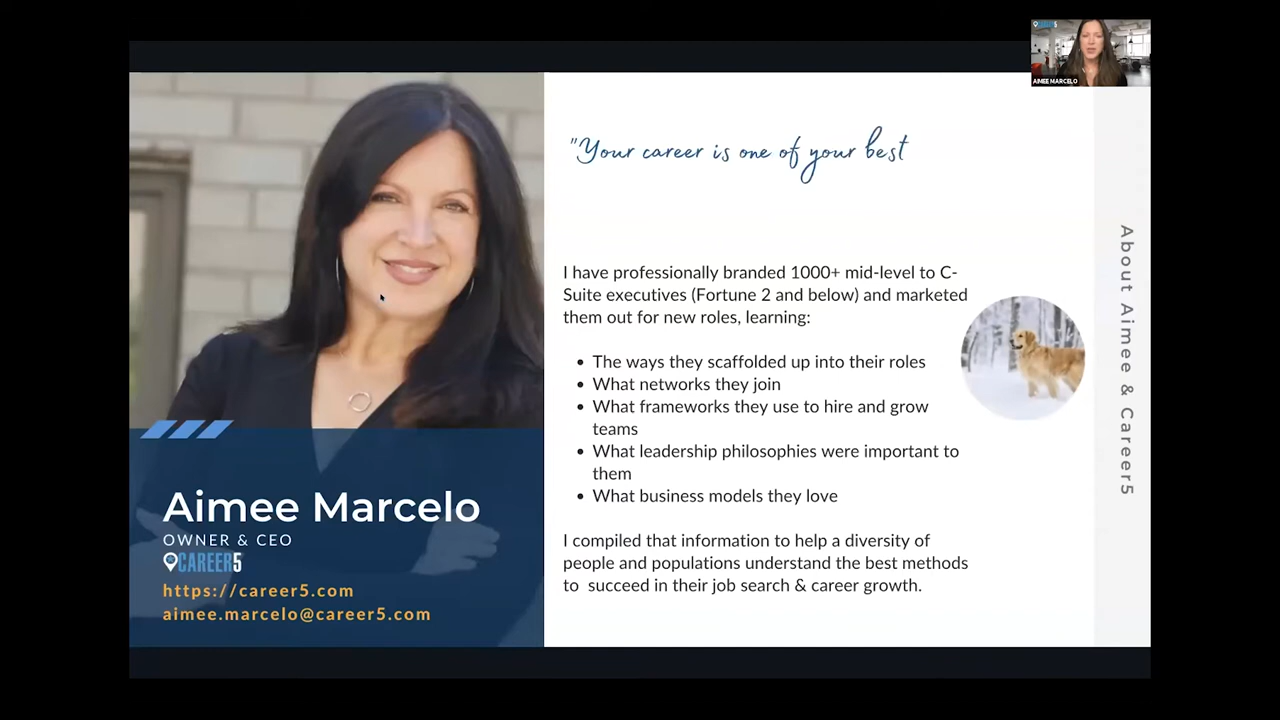 CAREER5
AIMEE MARCELO
"Your career is one of your best
I have professionally branded 1000+ mid-level to C-
Suite executives (Fortune 2 and below) and marketed
them out for new roles, learning:
• The ways they scaffolded up into their roles
• What networks they join
• What frameworks they use to hire and grow
teams
• What leadership philosophies were important to
them
• What business models they love
I compiled that information to help a diversity of
people and populations understand the best methods
to  succeed in their job search & career growth.
About Aimee & Career5
Aimee Marcelo
OWNER & CEO
CAREER5
https://career5.com
aimee.marcelo@career5.com